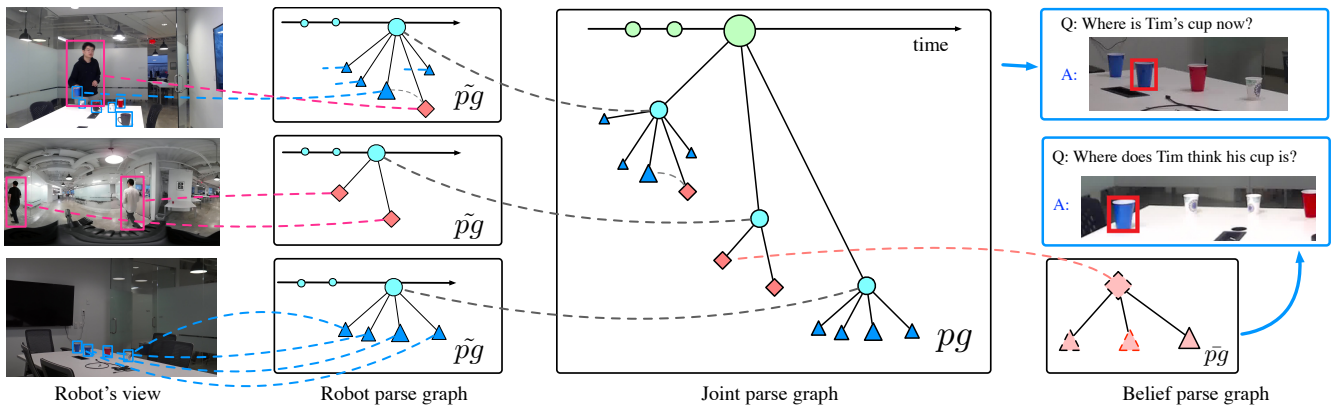 Q: Where is Tim's cup now?
A:
time
p̃g
p̃g
Q: Where does Tim think his cup is?
A:
p̃g
pg
p̄g
Robot's view
Robot parse graph
Joint parse graph
Belief parse graph